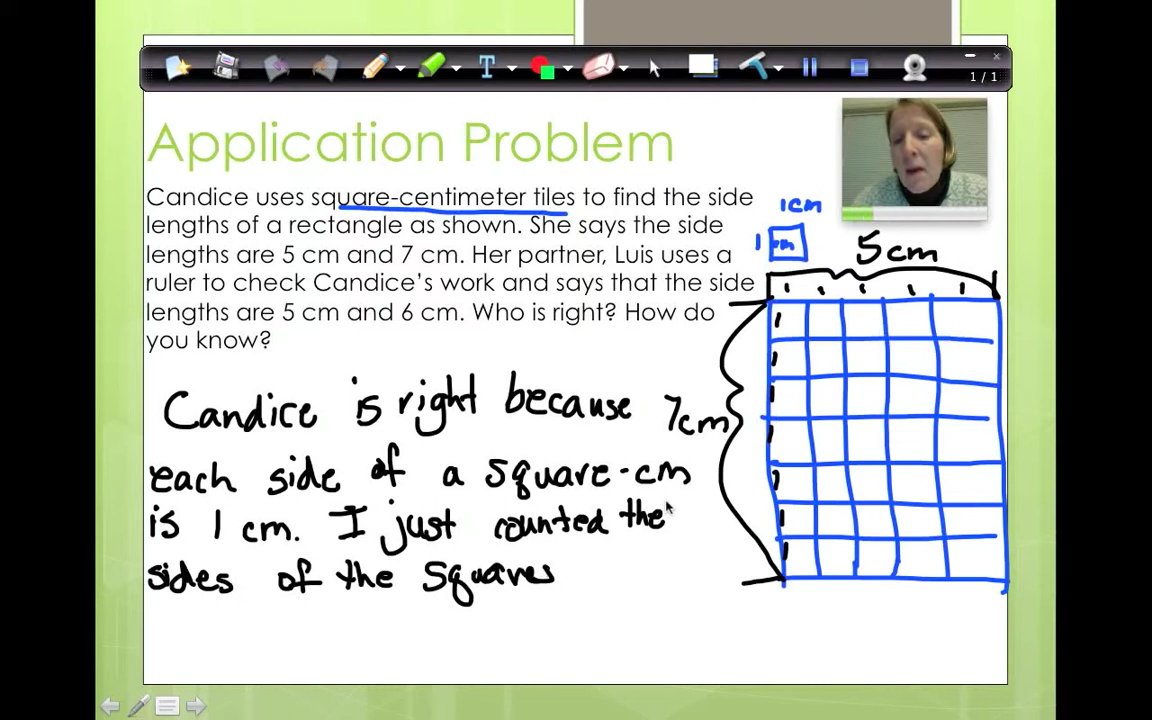 1 / 1
Application Problem
Candice uses square-centimeter tiles to find the side
lengths of a rectangle as shown. She says the side
lengths are 5 cm and 7 cm. Her partner, Luis uses a
ruler to check Candice's work and says that the side
lengths are 5 cm and 6 cm. Who is right? How do
you know?
1cm
1 cm
5cm
7cm
Candice is right because
each side of a square-cm
is 1 cm. I just counted the
sides of the squares